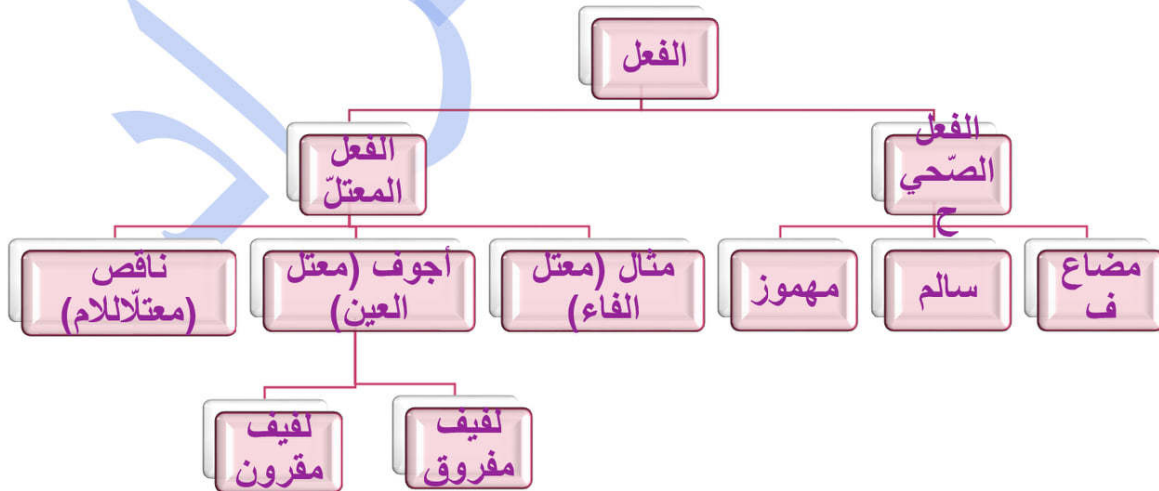 الفعل
الفعل
الصّحي
ح
الفعل
المعتلّ
مضاع
ف
سالم
مهموز
مثال (معتل
الفاء)
أجوف (معتل
العين)
ناقص
(معتلّاللام)
لفيف
مفروق
لفيف
مقرون